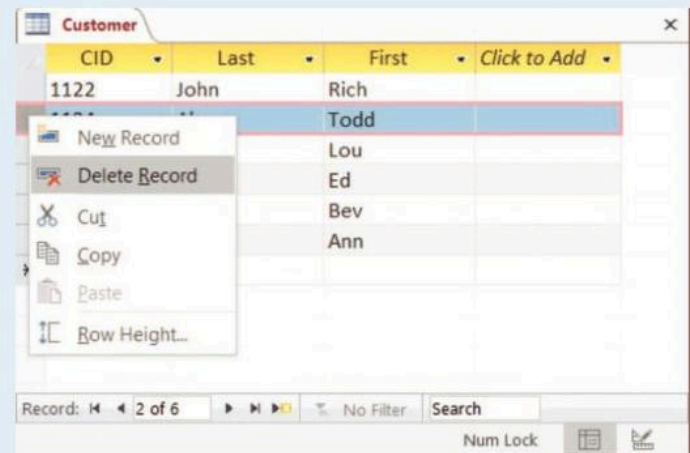 Customer
CID Last First Click to Add
1122 John Rich
Todd
New Record
Lou
Delete Record
Ed
Cut
Bev
Copy
Ann
Paste
Row Height...
Record: 2 of 6 No Filter Search
Num Lock